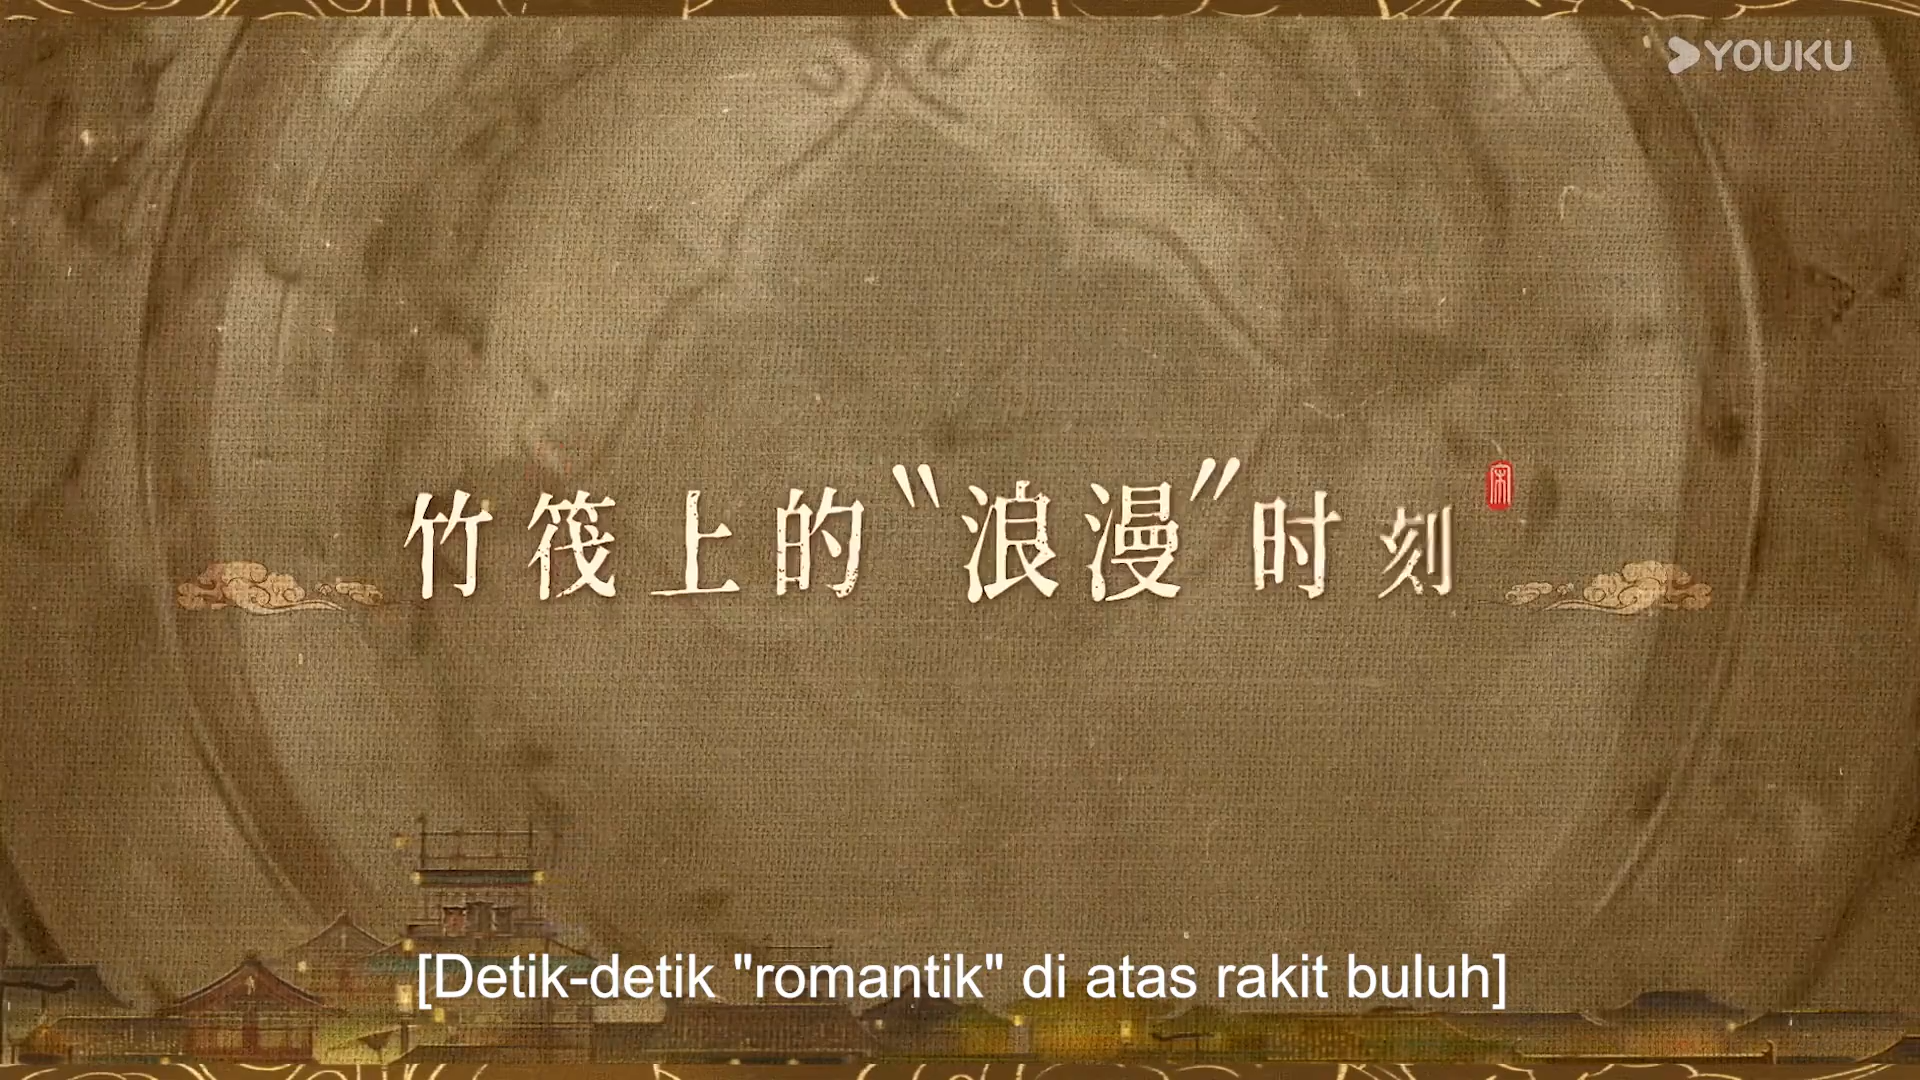 YOUKU
竹筏上的“浪漫”时刻
[Detik-detik "romantik" di atas rakit buluh]